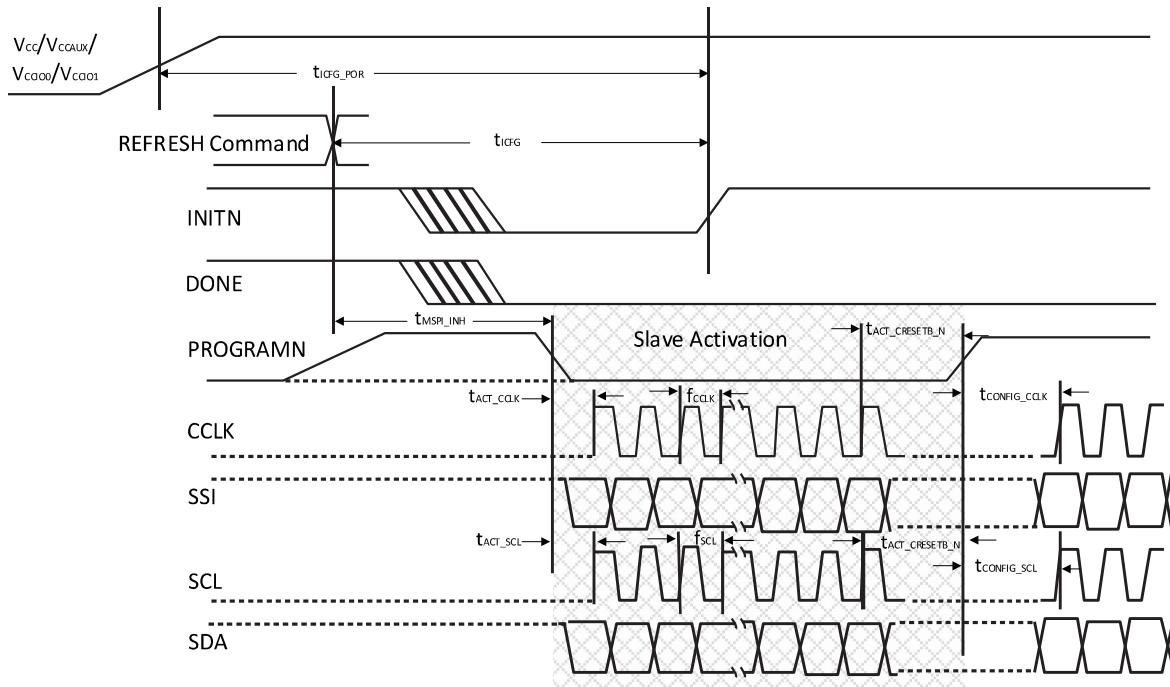 VCC/VCCAUX/
VCCIO0/VCCIO1
tICFG_POR
REFRESH Command
tICFG
INITN
DONE
tMSPI_INH
Slave Activation
tACT_CRESETB_N
PROGRAMN
tACT_CCLK
fCCLK
tCONFIG_CCLK
CCLK
SSI
tACT_SCL
fSCL
tACT_CRESETB_N
tCONFIG_SCL
SCL
SDA